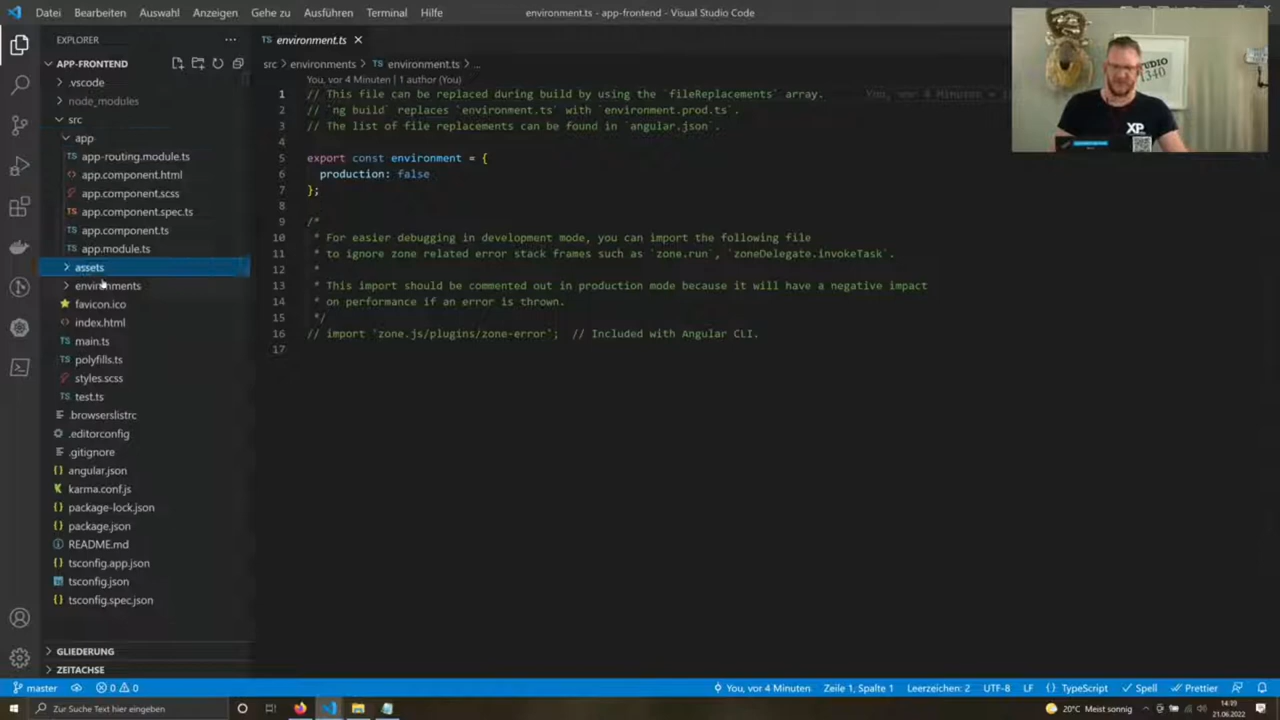 Datei Bearbeiten Auswahl Anzeigen Gehe zu Ausführen Terminal Hilfe
environment.ts - app-frontend - Visual Studio Code
EXPLORER
environment.ts
APP-FRONTEND
src > environments > environment.ts > ...
.vscode
node_modules
src
app
app-routing.module.ts
app.component.html
app.component.scss
app.component.spec.ts
app.component.ts
app.module.ts
assets
environments
favicon.ico
index.html
main.ts
polyfills.ts
styles.scss
test.ts
.browserslistrc
.editorconfig
.gitignore
angular.json
karma.conf.js
package-lock.json
package.json
README.md
tsconfig.app.json
tsconfig.json
tsconfig.spec.json
GLIEDERUNG
ZEITACHSE
You, vor 4 Minuten | 1 author (You)
1 // This file can be replaced during build by using the `fileReplacements` array. You, vor 4 Minuten
2 // `ng build` replaces `environment.ts` with `environment.prod.ts`.
3 // The list of file replacements can be found in `angular.json`.
4
5 export const environment = {
6 production: false
7 };
8
9 /*
10 * For easier debugging in development mode, you can import the following file
11 * to ignore zone related error stack frames such as `zone.run`, `zoneDelegate.invokeTask`.
12 *
13 * This import should be commented out in production mode because it will have a negative impact
14 * on performance if an error is thrown.
15 */
16 // import 'zone.js/plugins/zone-error'; // Included with Angular CLI.
17
STUDIO
1340
XP
master 0 0 You, vor 4 Minuten Zeile 1, Spalte 1 Leerzeichen: 2 UTF-8 LF {} TypeScript Spell Prettier
Zur Suche Text hier eingeben
20°C Meist sonnig
14:09
21.06.2022